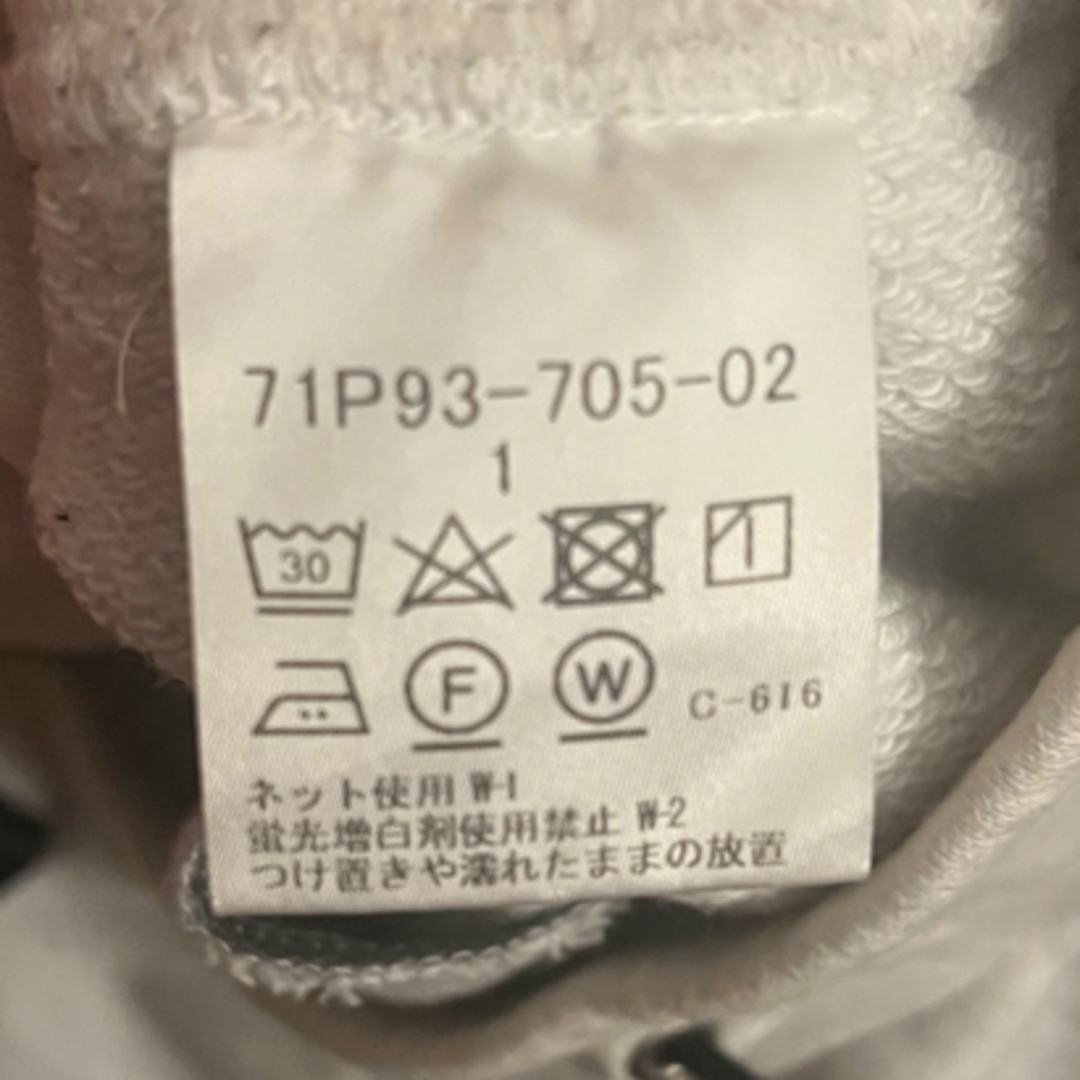 71P93-705-02
1
30
F W C-616
ネット使用 W-1
蛍光増白剤使用禁止 W-2
つけ置きや濡れたままの放置